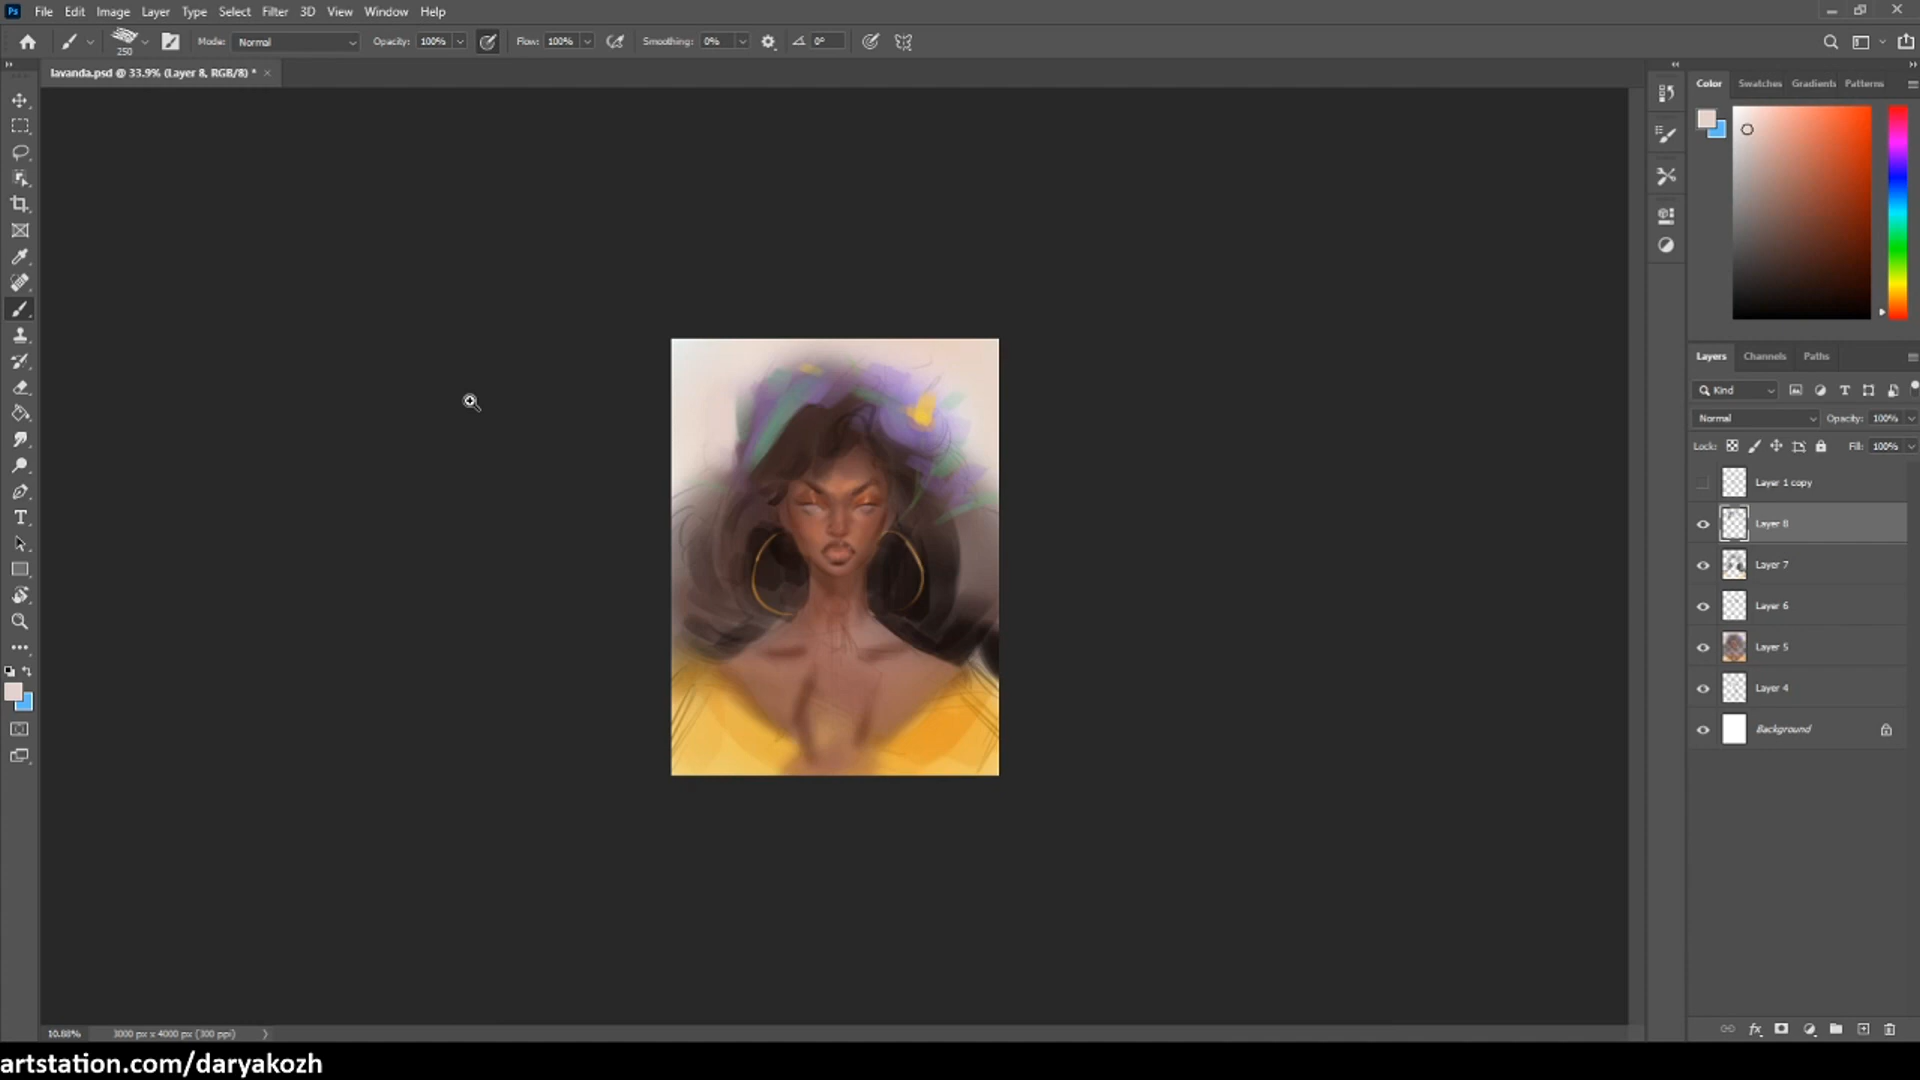 Ps File Edit Image Layer Type Select Filter 3D View Window Help
250 Mode: Normal Opacity: 100% Flow: 100% Smoothing: 0% 0°
lavanda.psd @ 33.9% (Layer 8, RGB/8) * ×
Color Swatches Gradients Patterns
Layers Channels Paths
Kind
Normal Opacity: 100%
Lock: Fill: 100%
Layer 1 copy
Layer 8
Layer 7
Layer 6
Layer 5
Layer 4
Background
10.88% 3000 px x 4000 px (300 ppi)
artstation.com/daryakozh